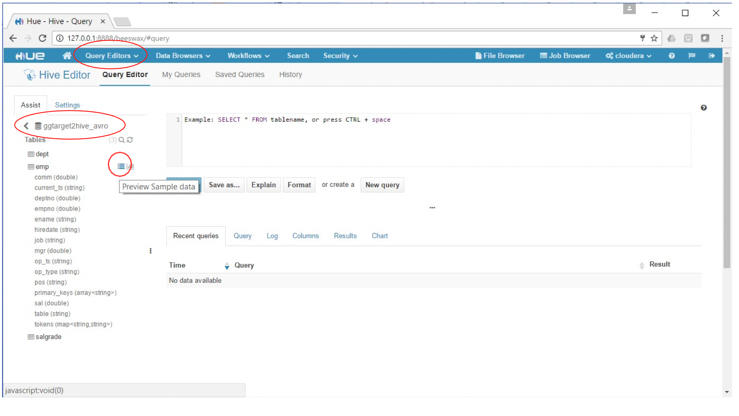 Hue - Hive - Query
127.0.0.1:8888/beeswax/#query
HUE Query Editors Data Browsers Workflows Search Security File Browser Job Browser cloudera
Hive Editor Query Editor My Queries Saved Queries History
Assist Settings
ggtarget2hive_avro
1 Example: SELECT * FROM tablename, or press CTRL + space
Tables
dept
emp
comm (double)
Preview Sample data
Save as... Explain Format or create a New query
current_ts (string)
deptno (double)
empno (double)
ename (string)
hiredate (string)
job (string)
mgr (double)
op_ts (string)
op_type (string)
pos (string)
primary_keys (array<string>)
sal (double)
table (string)
tokens (map<string,string>)
salgrade
...
Recent queries Query Log Columns Results Chart
Time Query Result
No data available
javascript:void(0)